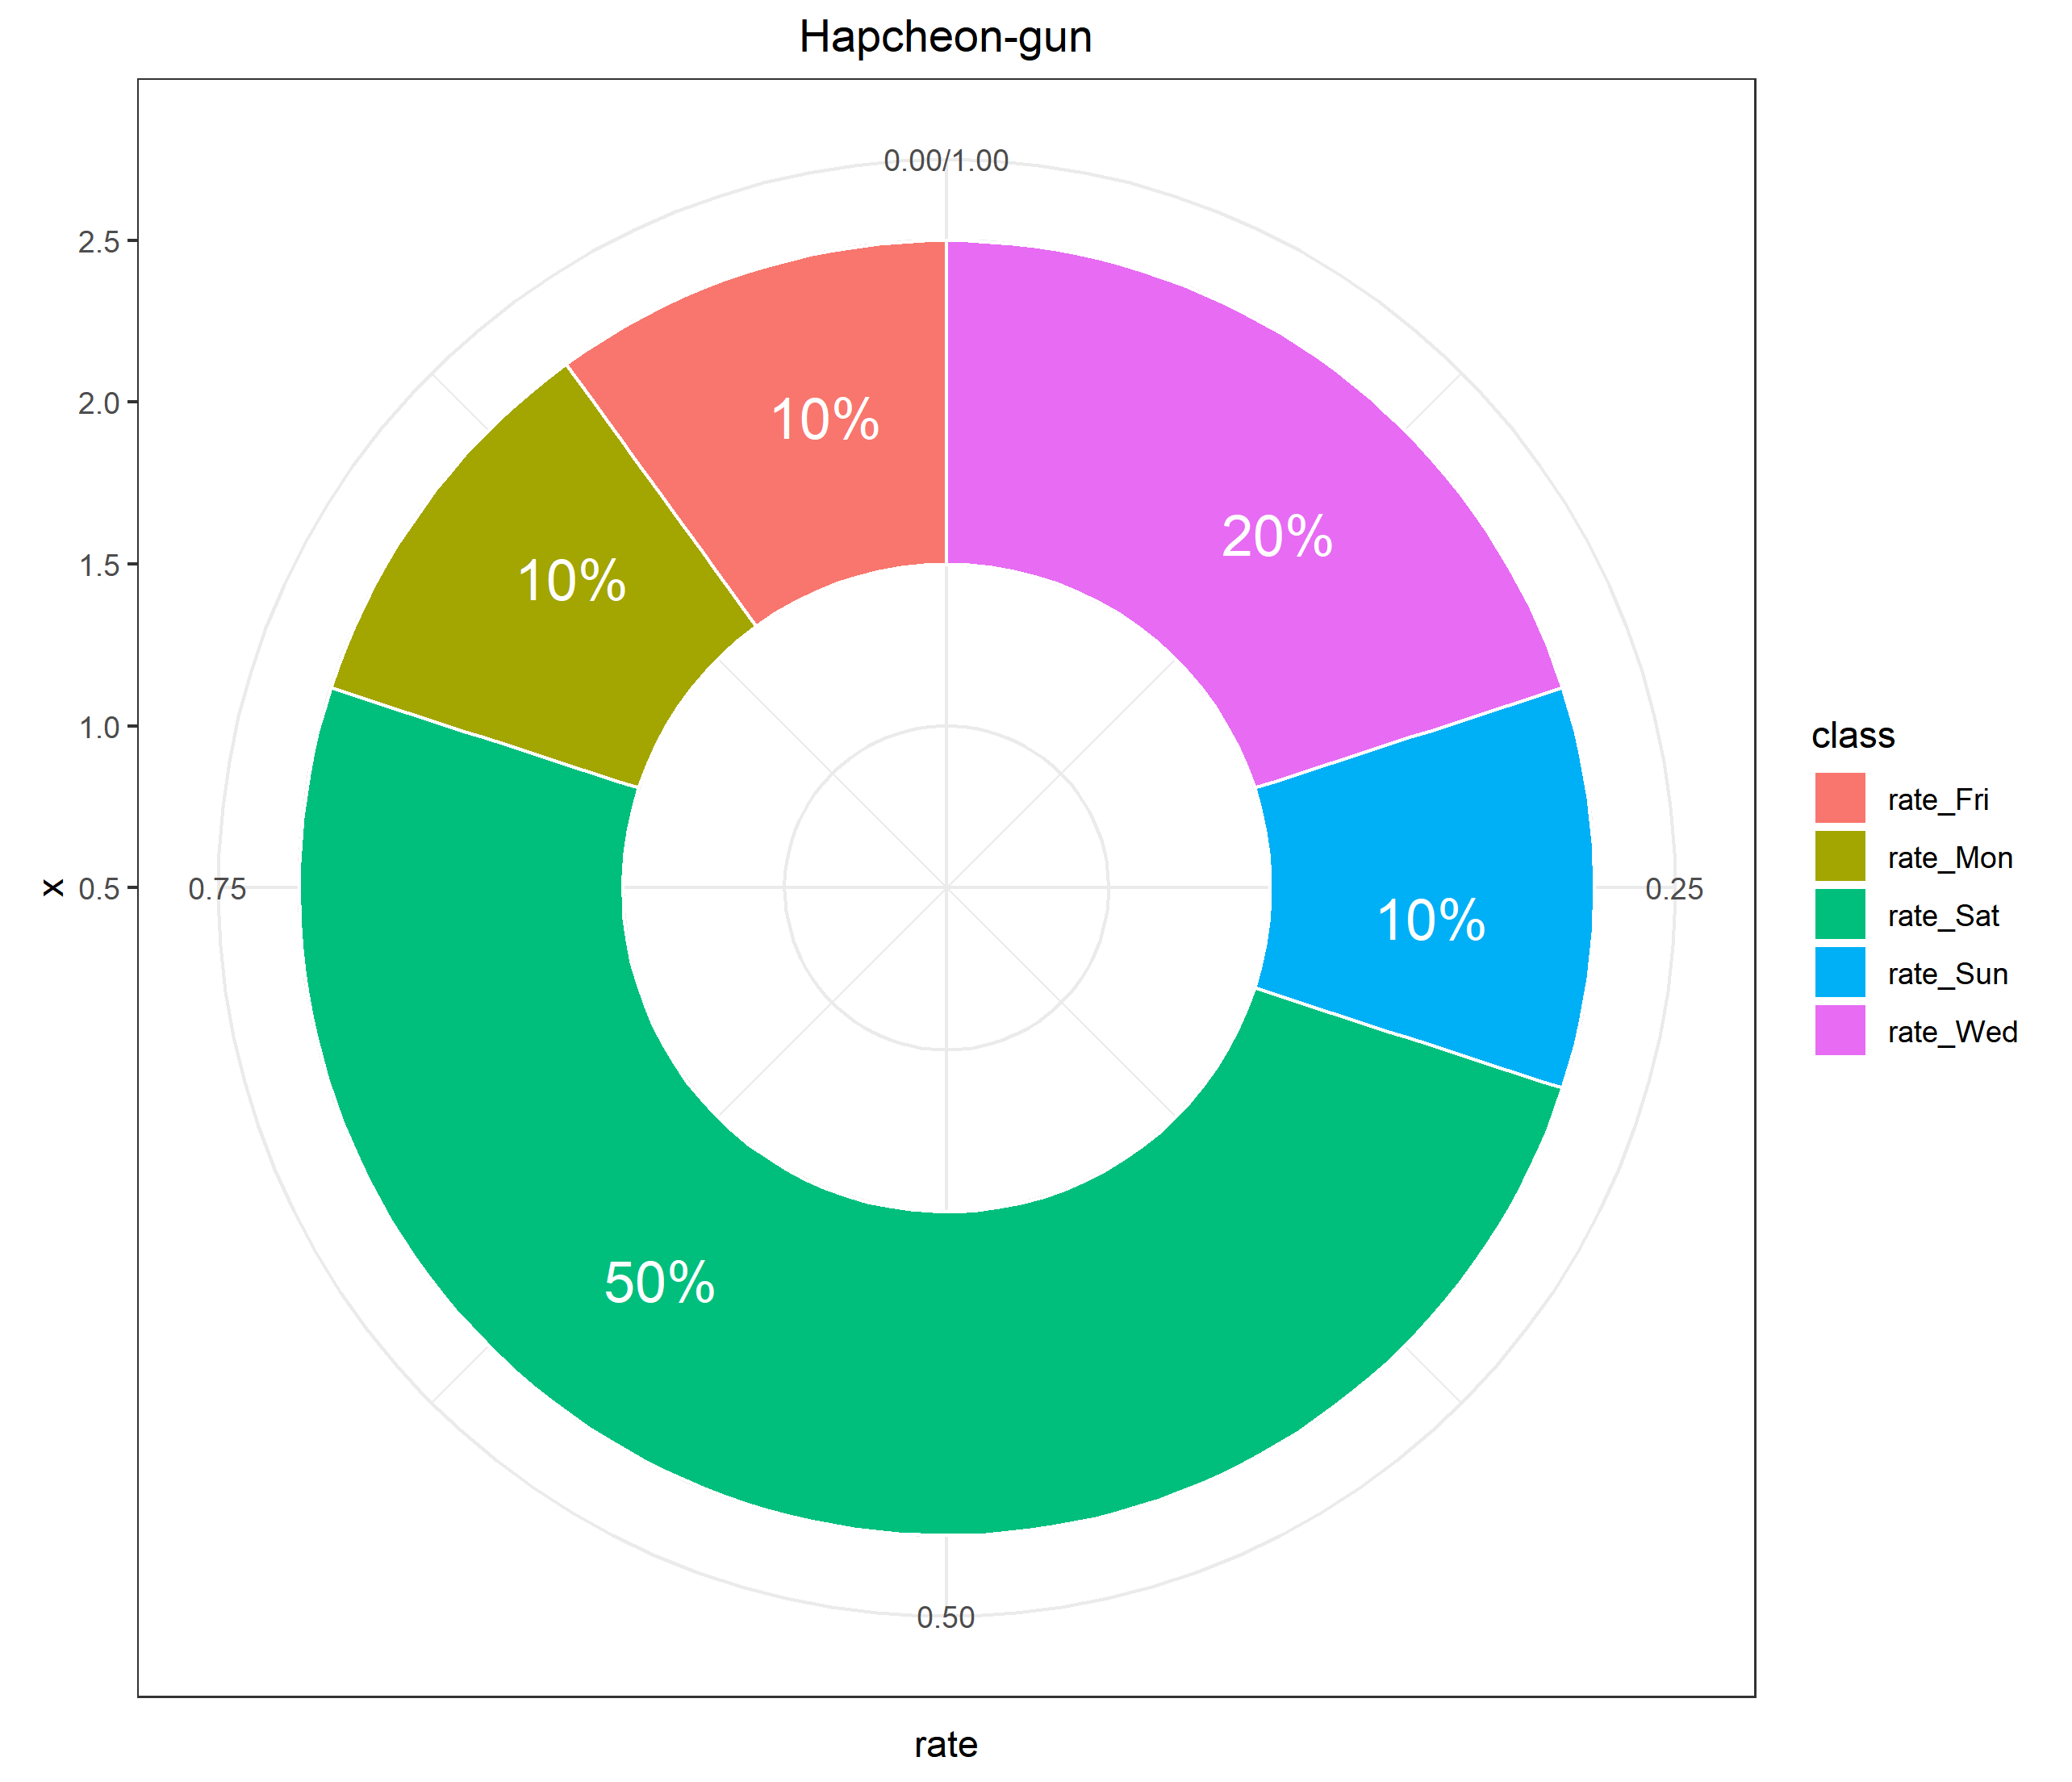 Hapcheon-gun
0.00/1.00
2.5
2.0
1.5
1.0
0.5
x
0.75
0.25
0.50
10%
20%
10%
10%
50%
rate
class
rate_Fri
rate_Mon
rate_Sat
rate_Sun
rate_Wed